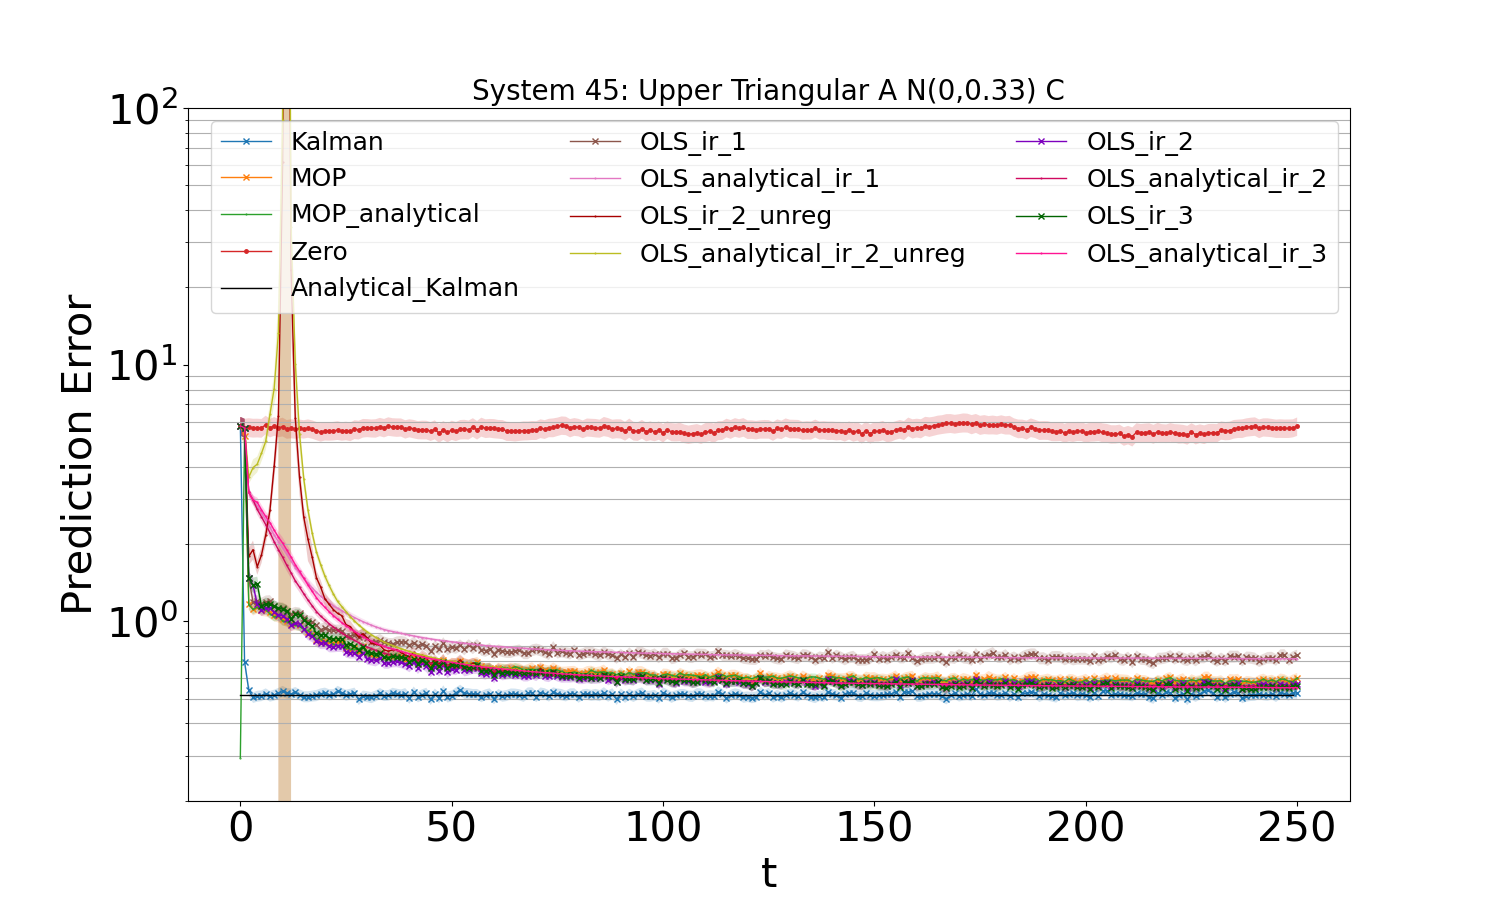 System 45: Upper Triangular A N(0,0.33) C
10²
10¹
10⁰
Prediction Error
Kalman
MOP
MOP_analytical
Zero
Analytical_Kalman
OLS_ir_1
OLS_analytical_ir_1
OLS_ir_2_unreg
OLS_analytical_ir_2_unreg
OLS_ir_2
OLS_analytical_ir_2
OLS_ir_3
OLS_analytical_ir_3
0 50 100 150 200 250
t